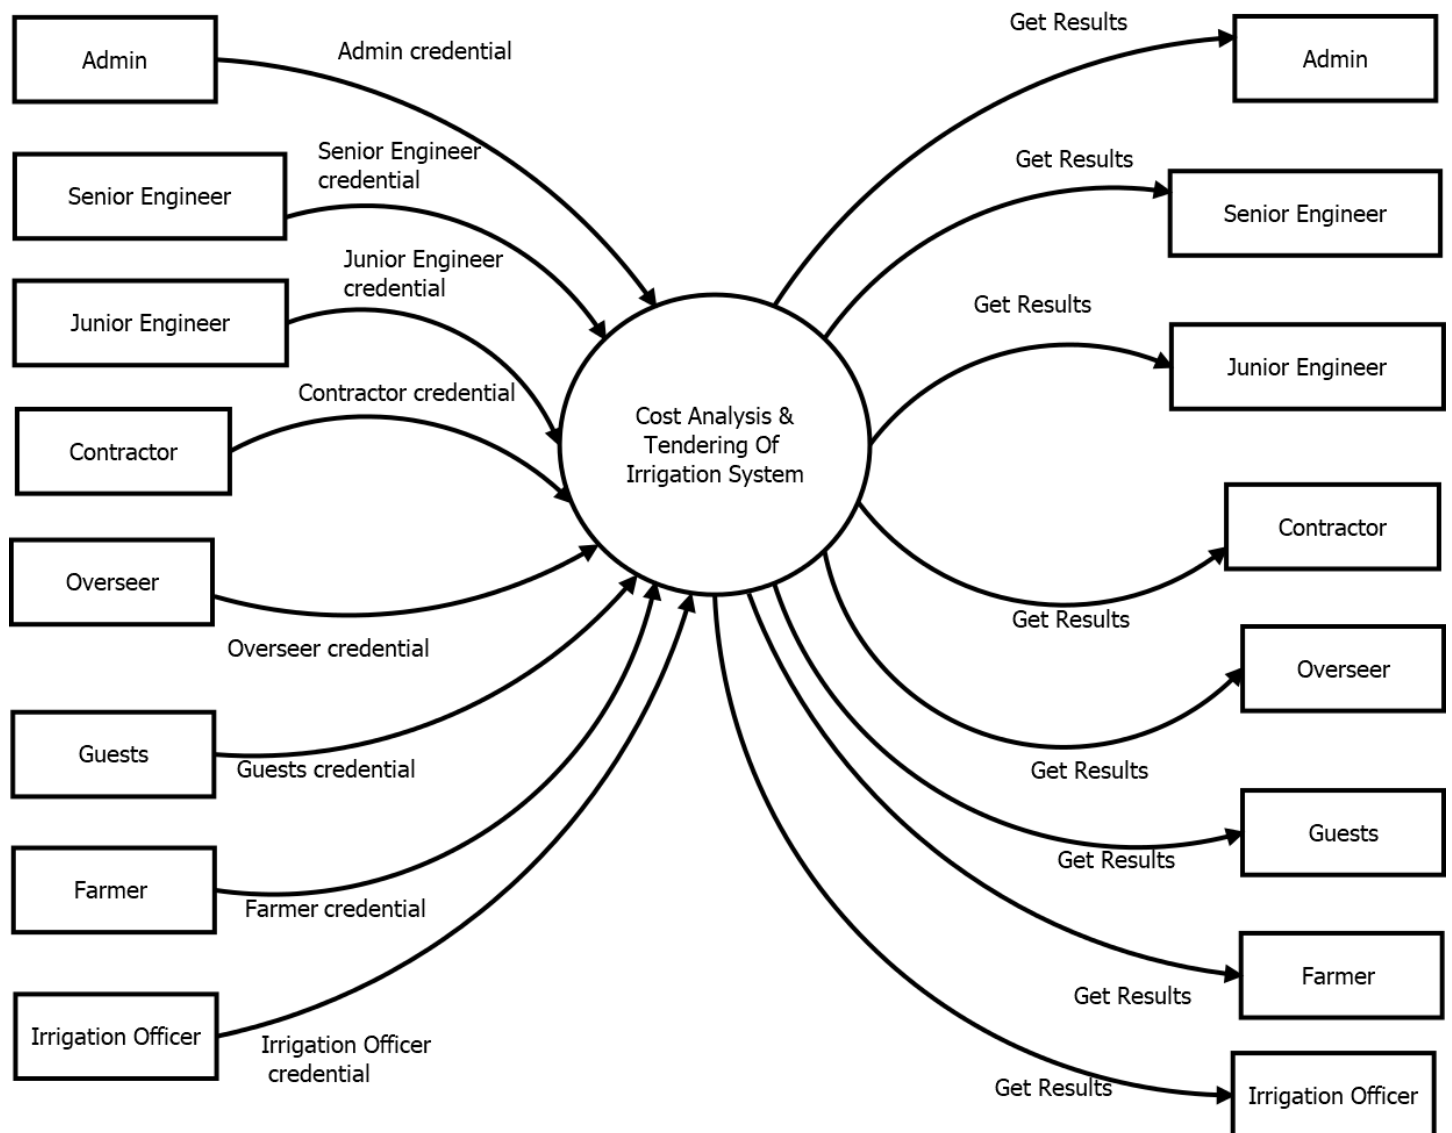 Admin
Admin credential
Senior Engineer
Senior Engineer
credential
Junior Engineer
Junior Engineer
credential
Contractor
Contractor credential
Overseer
Overseer credential
Guests
Guests credential
Farmer
Farmer credential
Irrigation Officer
Irrigation Officer
credential
Cost Analysis &
Tendering Of
Irrigation System
Get Results
Admin
Get Results
Senior Engineer
Get Results
Junior Engineer
Contractor
Get Results
Overseer
Get Results
Guests
Get Results
Farmer
Get Results
Irrigation Officer
Get Results